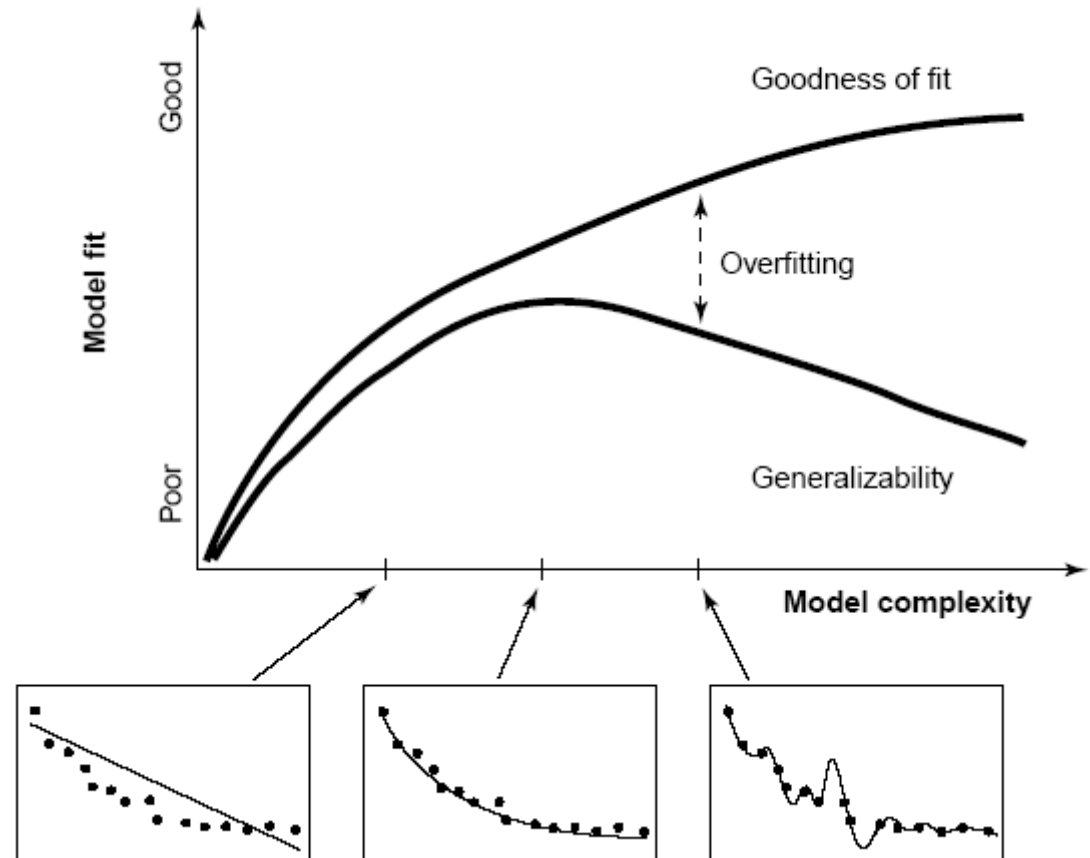 Good
Goodness of fit
Model fit
Overfitting
Poor
Generalizability
Model complexity